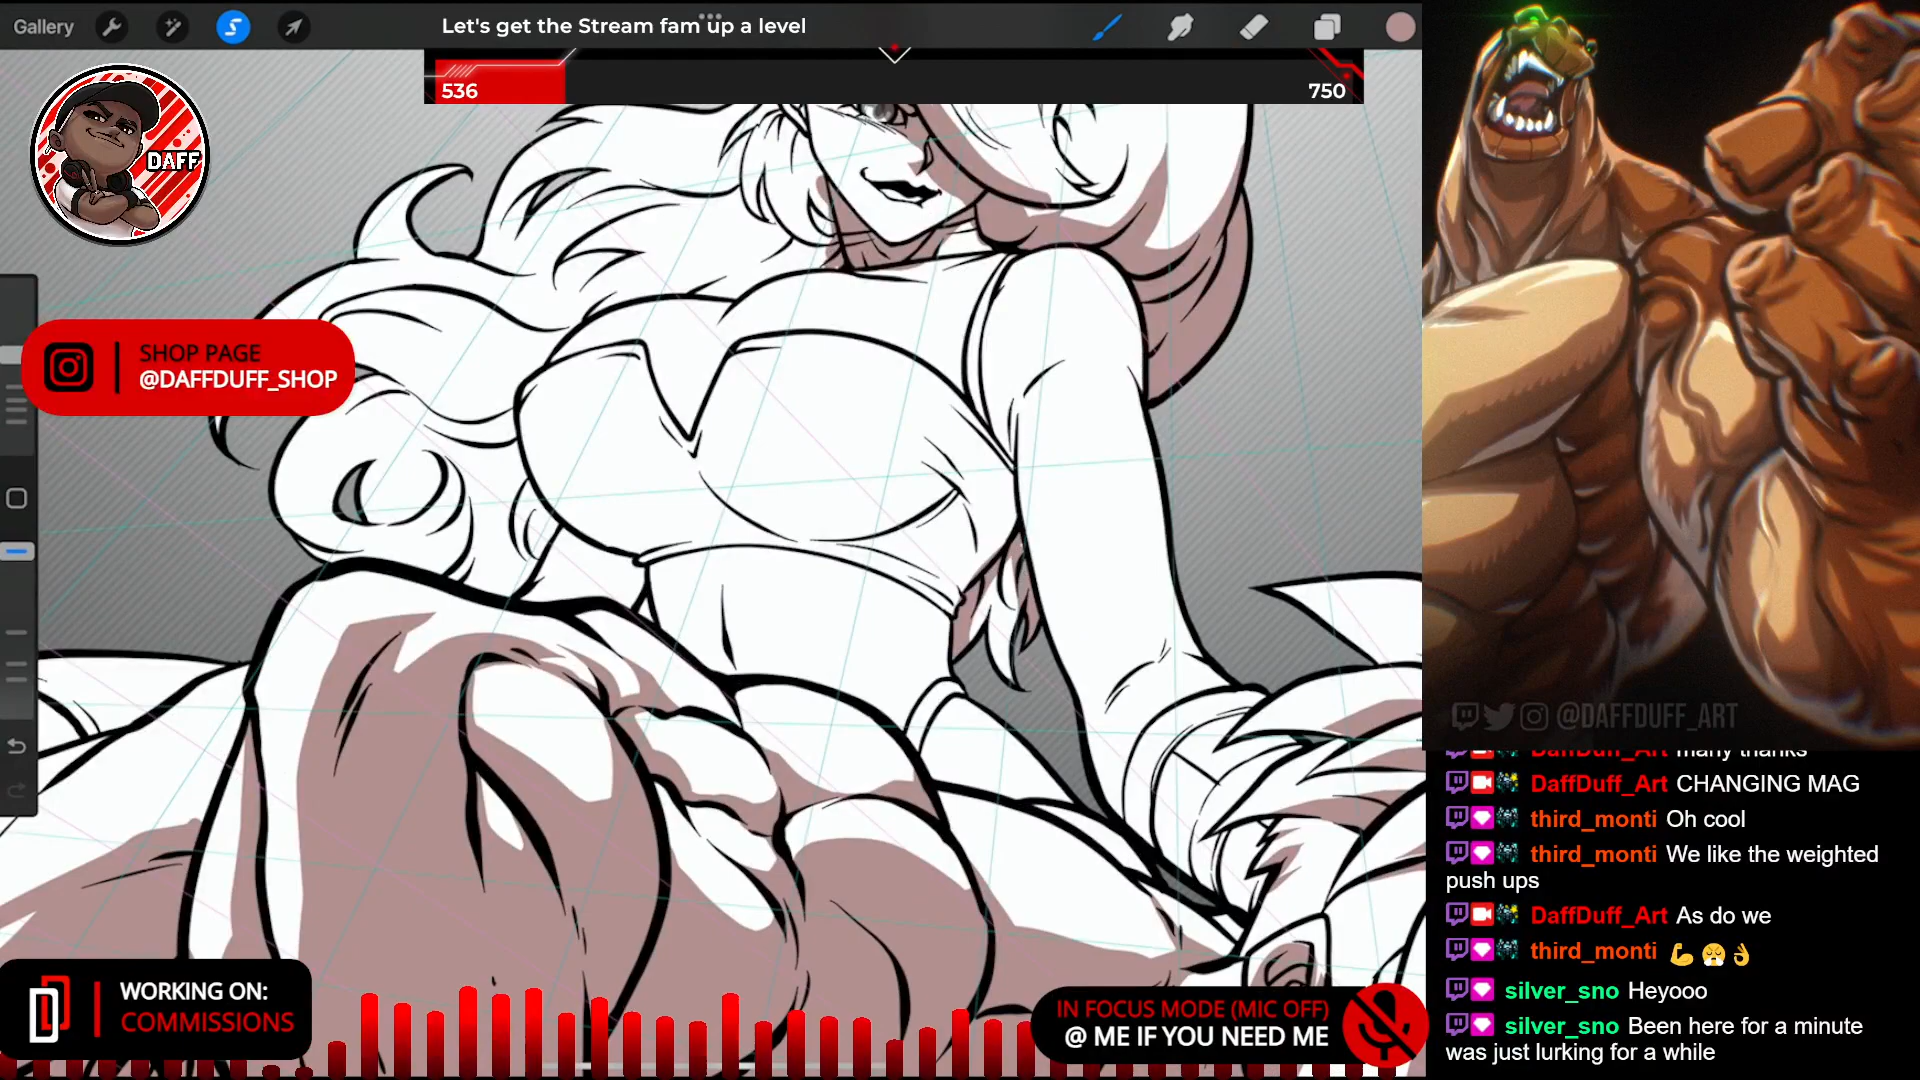 Gallery
Let's get the Stream fam up a level
536
750
DAFF
SHOP PAGE
@DAFFDUFF_SHOP
@DAFFDUFF_ART
DaffDuff_Art many thanks
DaffDuff_Art CHANGING MAG
third_monti Oh cool
third_monti We like the weighted
push ups
DaffDuff_Art As do we
third_monti 💪😤👌
silver_sno Heyooo
silver_sno Been here for a minute
was just lurking for a while
WORKING ON:
COMMISSIONS
IN FOCUS MODE (MIC OFF)
@ ME IF YOU NEED ME